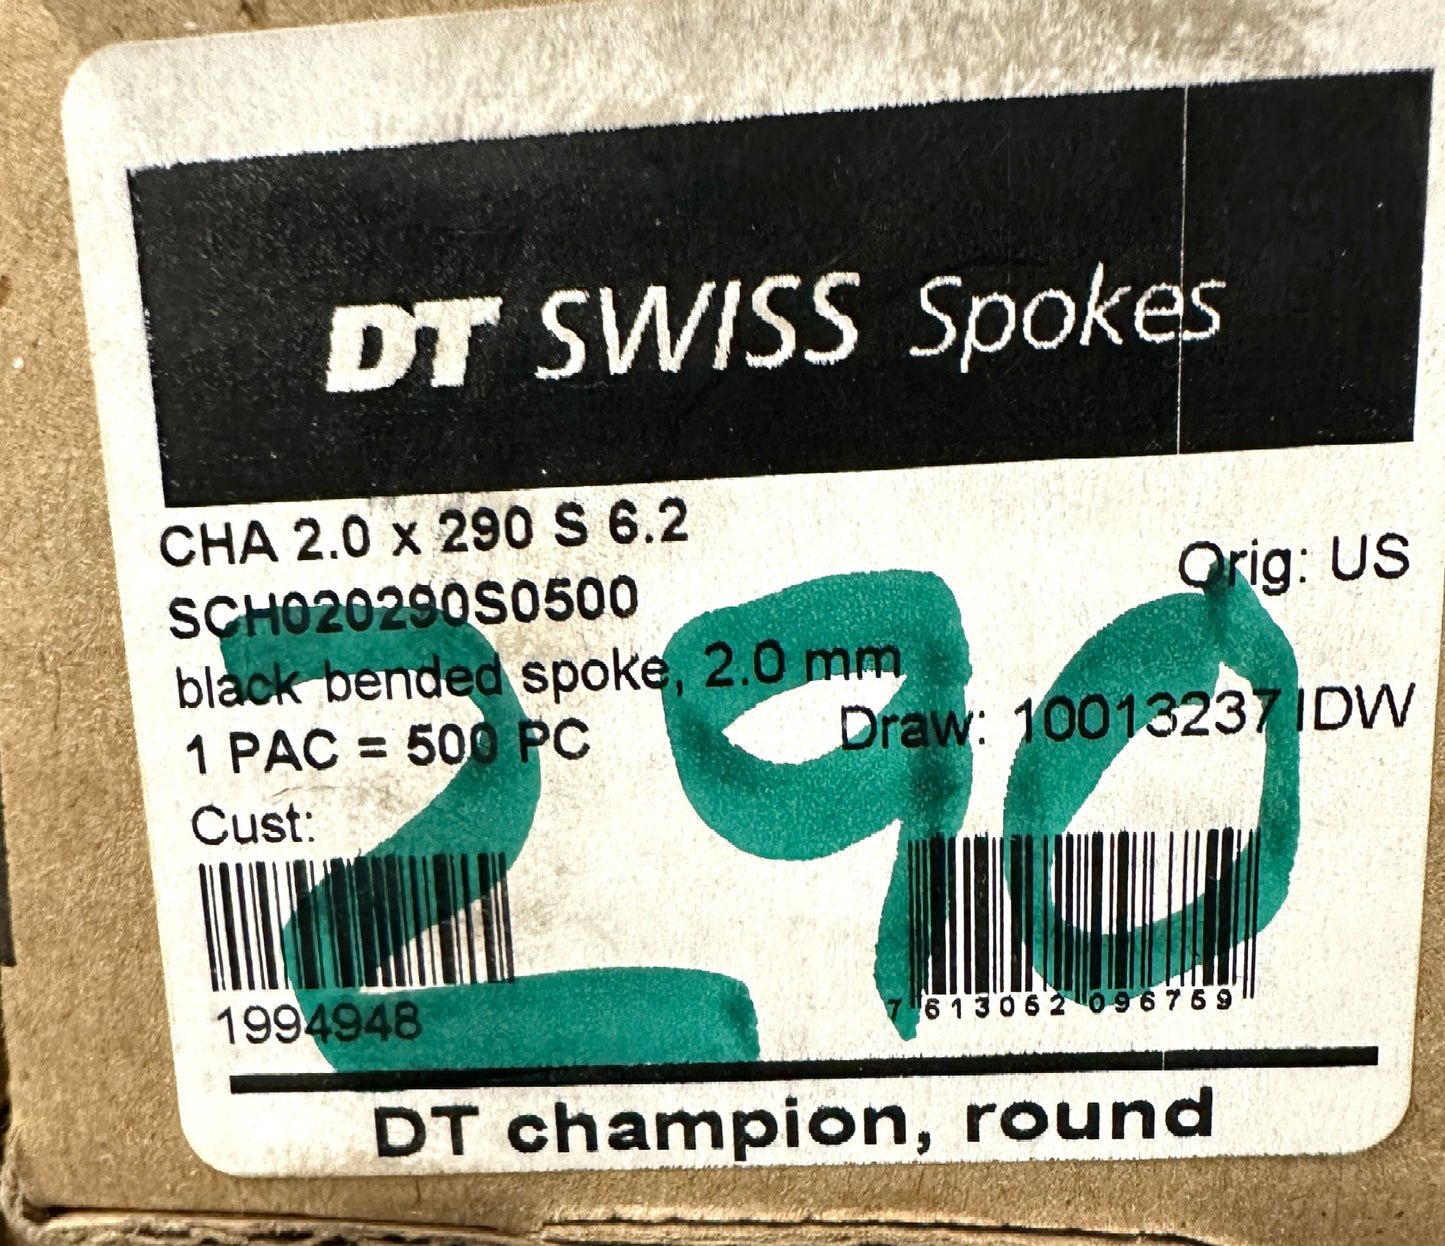 DT SWISS Spokes
CHA 2.0 x 290 S 6.2
Orig: US
SCH020290S0500
black bended spoke, 2.0 mm
Draw: 10013237 IDW
1 PAC = 500 PC
Cust:
290
1994948
7 613052 096759
DT champion, round